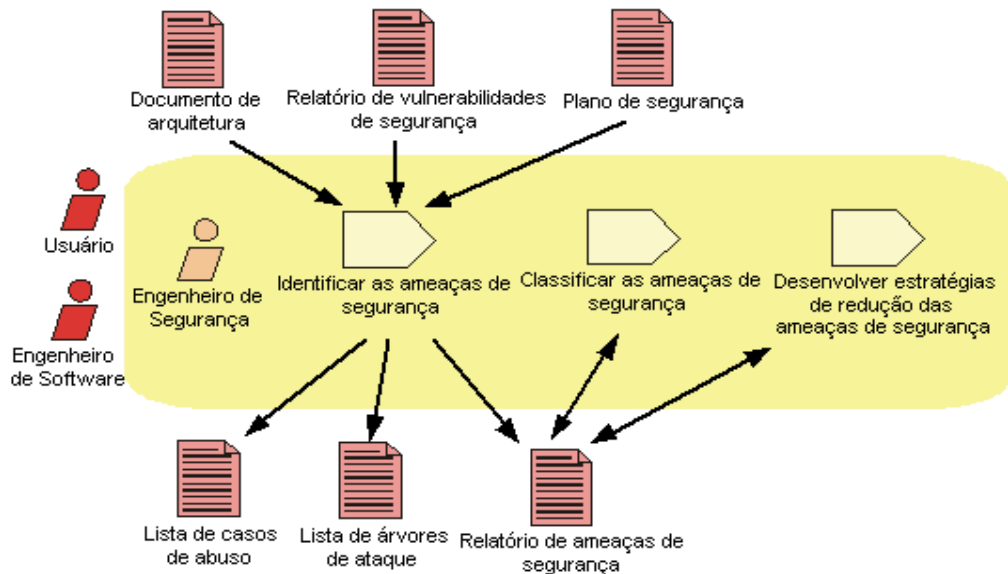 Documento de
arquitetura
Relatório de vulnerabilidades
de segurança
Plano de segurança
Usuário
Engenheiro
de Software
Engenheiro de
Segurança
Identificar as ameaças de
segurança
Classificar as ameaças de
segurança
Desenvolver estratégias
de redução das
ameaças de segurança
Lista de casos
de abuso
Lista de árvores
de ataque
Relatório de ameaças de
segurança